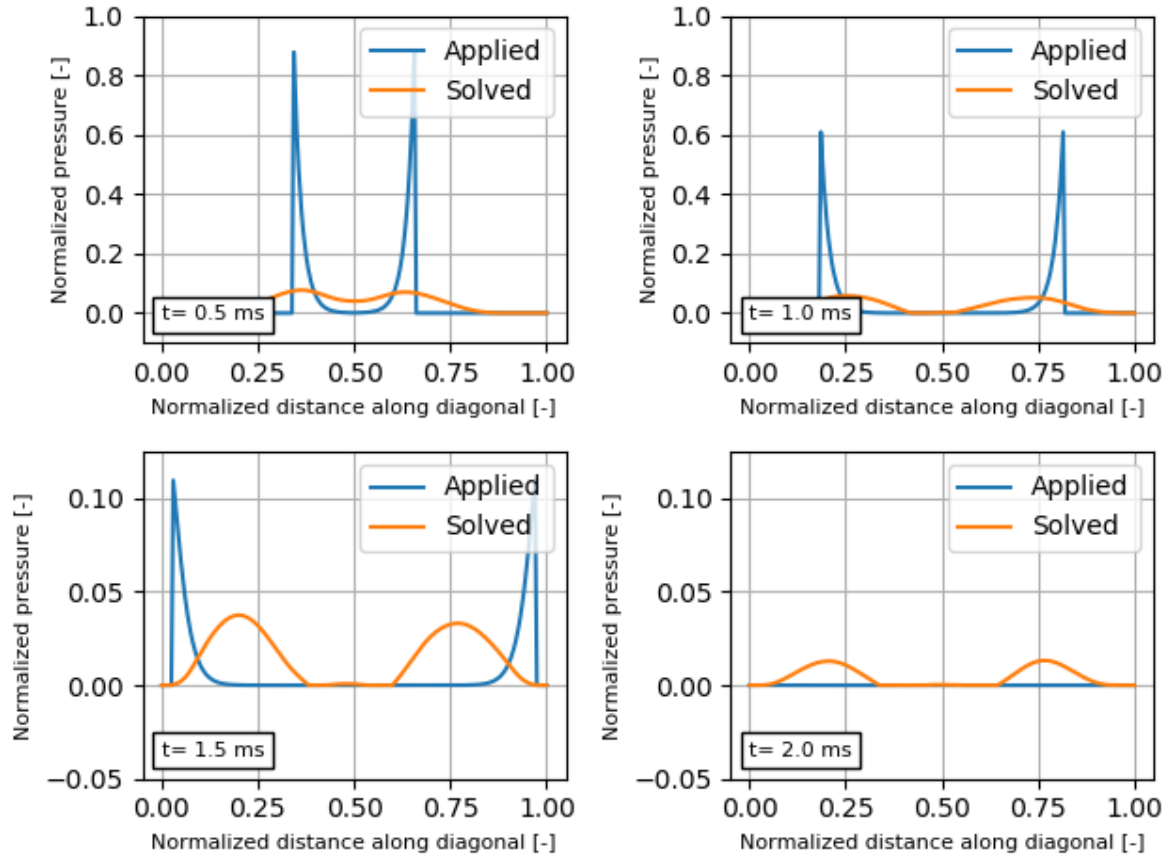 Normalized pressure [-]
1.0
0.8
0.6
0.4
0.2
0.0
Applied
Solved
t= 0.5 ms
0.00 0.25 0.50 0.75 1.00
Normalized distance along diagonal [-]
Normalized pressure [-]
1.0
0.8
0.6
0.4
0.2
0.0
Applied
Solved
t= 1.0 ms
0.00 0.25 0.50 0.75 1.00
Normalized distance along diagonal [-]
Normalized pressure [-]
0.10
0.05
0.00
−0.05
Applied
Solved
t= 1.5 ms
0.00 0.25 0.50 0.75 1.00
Normalized distance along diagonal [-]
Normalized pressure [-]
0.10
0.05
0.00
−0.05
Applied
Solved
t= 2.0 ms
0.00 0.25 0.50 0.75 1.00
Normalized distance along diagonal [-]